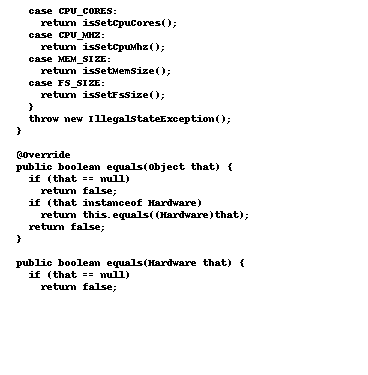 case CPU_CORES:
return isSetCpuCores();
case CPU_MHZ:
return isSetCpuMhz();
case MEM_SIZE:
return isSetMemSize();
case FS_SIZE:
return isSetFsSize();
}
throw new IllegalStateException();
}
@Override
public boolean equals(Object that) {
if (that == null)
return false;
if (that instanceof Hardware)
return this.equals((Hardware)that);
return false;
}
public boolean equals(Hardware that) {
if (that == null)
return false;